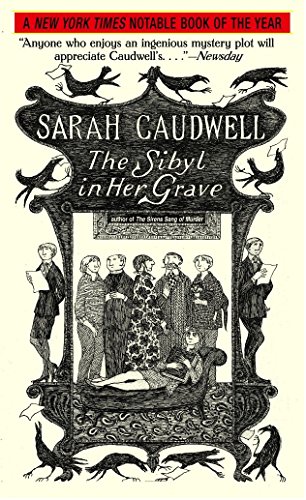 A NEW YORK TIMES NOTABLE BOOK OF THE YEAR
"Anyone who enjoys an ingenious mystery plot will
appreciate Caudwell's. . . ."—Newsday
SARAH CAUDWELL
The Sibyl
in Her Grave
author of The Sirens Sang of Murder